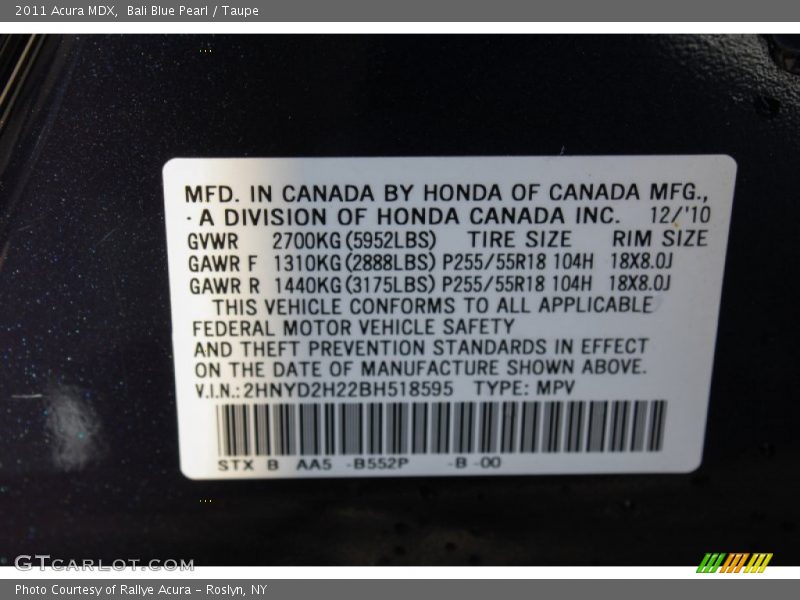 2011 Acura MDX, Bali Blue Pearl / Taupe
MFD. IN CANADA BY HONDA OF CANADA MFG.,
A DIVISION OF HONDA CANADA INC. 12/'10
GVWR 2700KG (5952LBS) TIRE SIZE RIM SIZE
GAWR F 1310KG (2888LBS) P255/55R18 104H 18X8.0J
GAWR R 1440KG (3175LBS) P255/55R18 104H 18X8.0J
THIS VEHICLE CONFORMS TO ALL APPLICABLE
FEDERAL MOTOR VEHICLE SAFETY
AND THEFT PREVENTION STANDARDS IN EFFECT
ON THE DATE OF MANUFACTURE SHOWN ABOVE.
V.I.N.: 2HNYD2H22BH518595 TYPE: MPV
STX B AA5 -B552P -B -00
GTCARLOT.COM
Photo Courtesy of Rallye Acura - Roslyn, NY